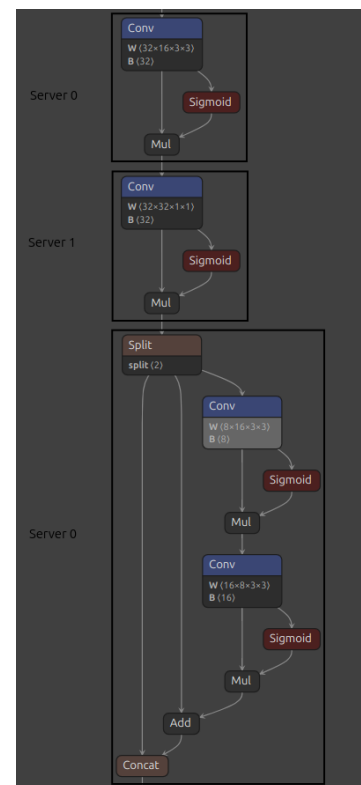 Conv
W (32×16×3×3)
B (32)
Server 0
Sigmoid
Mul
Conv
W (32×32×1×1)
B (32)
Server 1
Sigmoid
Mul
Split
split (2)
Conv
W (8×16×3×3)
B (8)
Sigmoid
Mul
Server 0
Conv
W (16×8×3×3)
B (16)
Sigmoid
Mul
Add
Concat